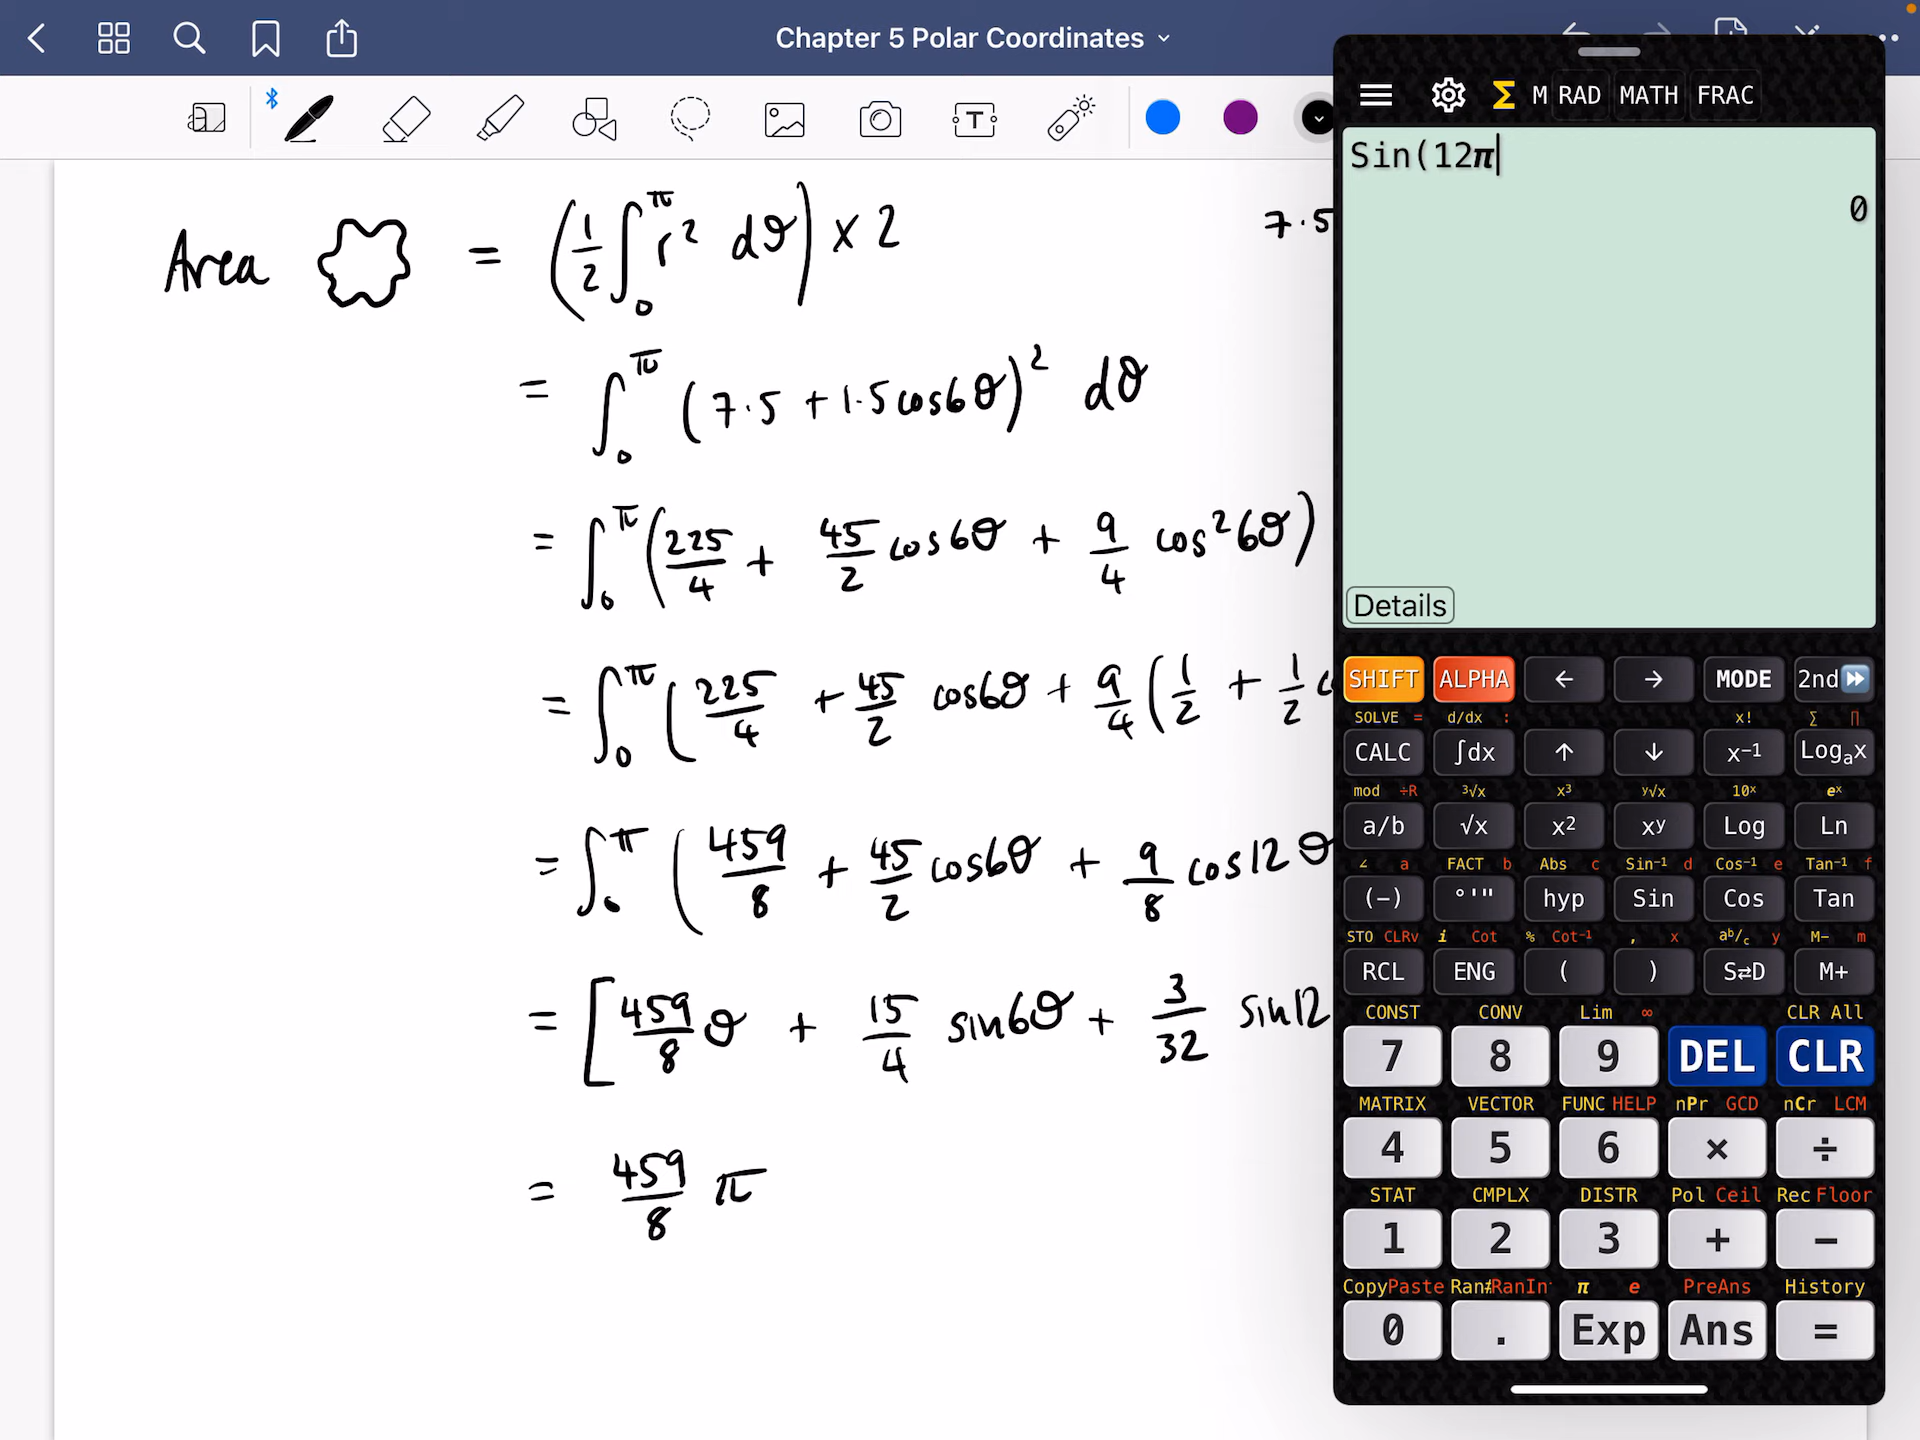 Chapter 5 Polar Coordinates
Area = (1/2 ∫₀^π r² dθ) × 2
7.5
= ∫₀^π (7.5 + 1.5cos6θ)² dθ
= ∫₀^π (225/4 + 45/2 cos6θ + 9/4 cos²6θ)
= ∫₀^π (225/4 + 45/2 cos6θ + 9/4 (1/2 + 1/2 c
= ∫₀^π (459/8 + 45/2 cos6θ + 9/8 cos12θ
= [459/8 θ + 15/4 sin6θ + 3/32 sin12
= 459/8 π
Σ M RAD MATH FRAC
Sin(12π
0
Details
SHIFT ALPHA ← → MODE 2nd
SOLVE = d/dx : x! ∑ ∏
CALC ∫dx ↑ ↓ x⁻¹ Logₐx
mod ÷R ³√x x³ ʸ√x 10ˣ eˣ
a/b √x x² xʸ Log Ln
∠ a FACT b Abs c Sin⁻¹ d Cos⁻¹ e Tan⁻¹ f
(−) °'" hyp Sin Cos Tan
STO CLRv i Cot % Cot⁻¹ , x aᵇ/c y M− m
RCL ENG ( ) S⇄D M+
CONST CONV Lim ∞ CLR All
7 8 9 DEL CLR
MATRIX VECTOR FUNC HELP nPr GCD nCr LCM
4 5 6 × ÷
STAT CMPLX DISTR Pol Ceil Rec Floor
1 2 3 + −
Copy Paste Ran# RanIn π e PreAns History
0 . Exp Ans =